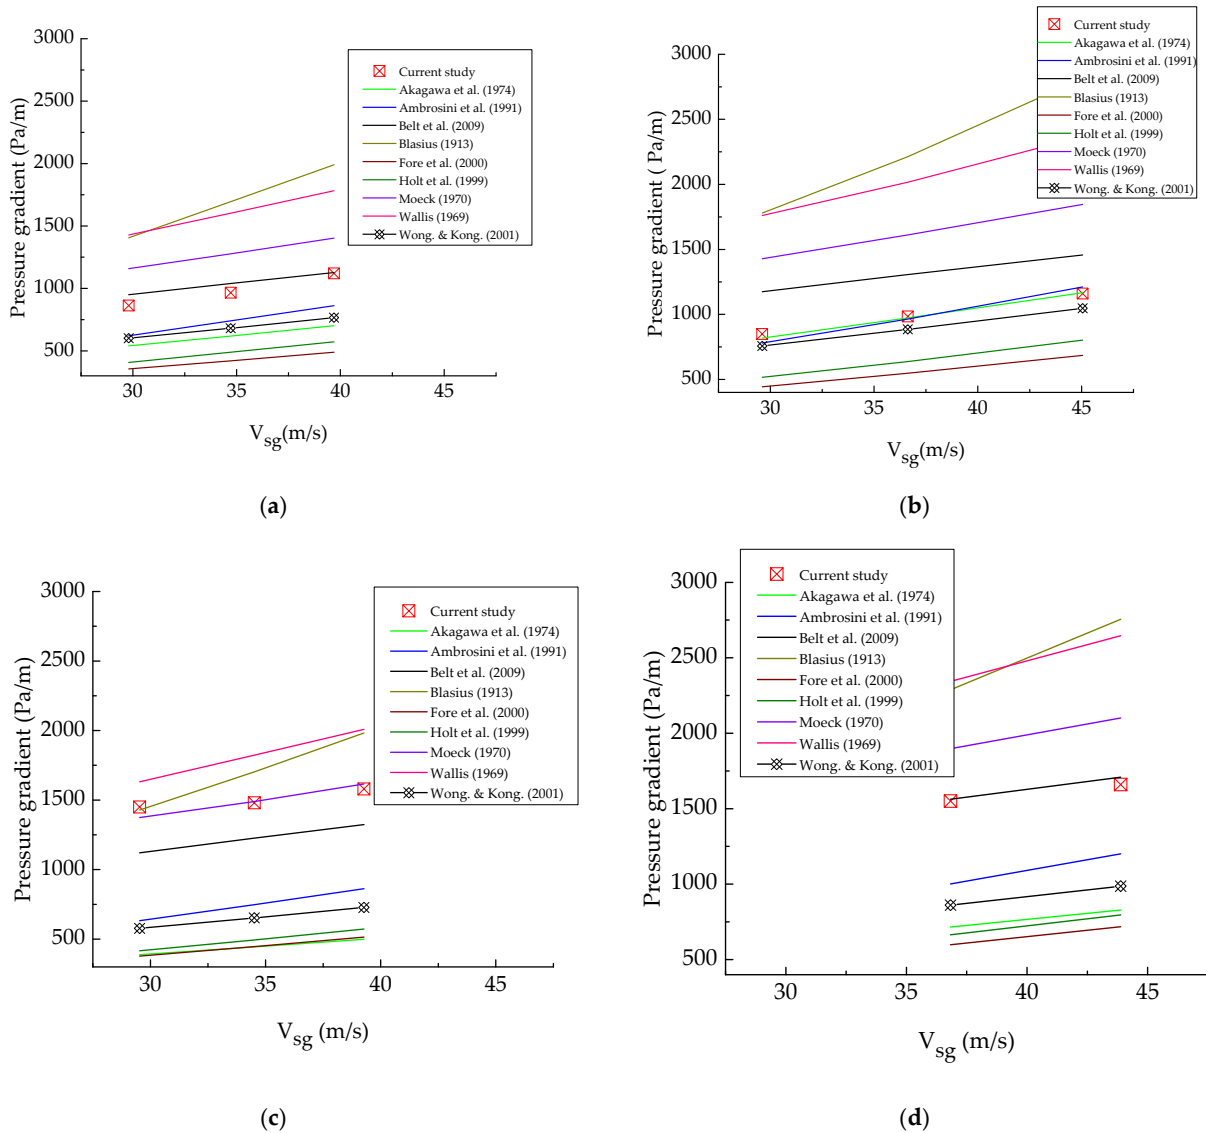 (a)
3000
2500
2000
1500
1000
500
30
35
40
45
Pressure gradient (Pa/m)
Vsg(m/s)
Current study
Akagawa et al. (1974)
Ambrosini et al. (1991)
Belt et al. (2009)
Blasius (1913)
Fore et al. (2000)
Holt et al. (1999)
Moeck (1970)
Wallis (1969)
Wong. & Kong. (2001)
(b)
3000
2500
2000
1500
1000
500
30
35
40
45
Pressure gradient ( Pa/m)
Vsg(m/s)
Current study
Akagawa et al. (1974)
Ambrosini et al. (1991)
Belt et al. (2009)
Blasius (1913)
Fore et al. (2000)
Holt et al. (1999)
Moeck (1970)
Wallis (1969)
Wong. & Kong. (2001)
(c)
3000
2500
2000
1500
1000
500
30
35
40
45
Pressure gradient (Pa/m)
Vsg (m/s)
Current study
Akagawa et al. (1974)
Ambrosini et al. (1991)
Belt et al. (2009)
Blasius (1913)
Fore et al. (2000)
Holt et al. (1999)
Moeck (1970)
Wallis (1969)
Wong. & Kong. (2001)
(d)
3000
2500
2000
1500
1000
500
30
35
40
45
Pressure gradient (Pa/m)
Vsg (m/s)
Current study
Akagawa et al. (1974)
Ambrosini et al. (1991)
Belt et al. (2009)
Blasius (1913)
Fore et al. (2000)
Holt et al. (1999)
Moeck (1970)
Wallis (1969)
Wong. & Kong. (2001)